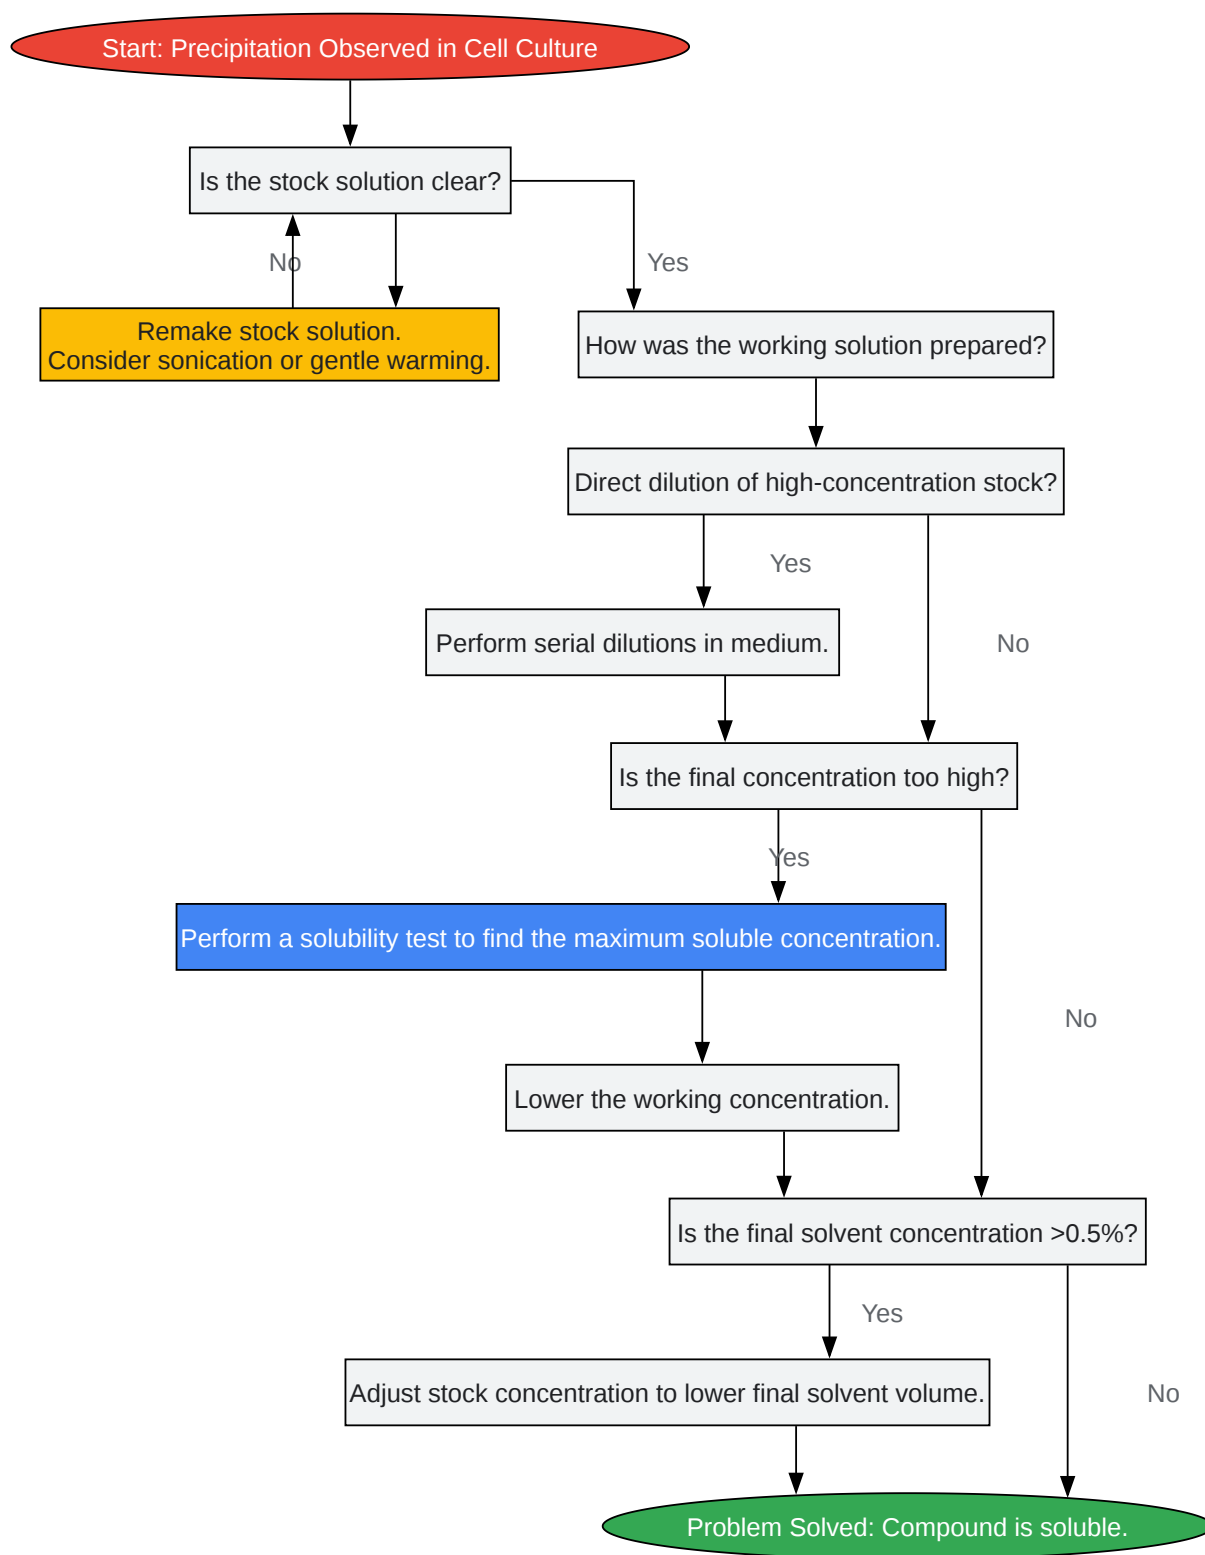 Start: Precipitation Observed in Cell Culture
Is the stock solution clear?
No
Yes
Remake stock solution.
Consider sonication or gentle warming.
How was the working solution prepared?
Direct dilution of high-concentration stock?
Yes
Perform serial dilutions in medium.
No
Is the final concentration too high?
Yes
Perform a solubility test to find the maximum soluble concentration.
No
Lower the working concentration.
Is the final solvent concentration >0.5%?
Yes
Adjust stock concentration to lower final solvent volume.
No
Problem Solved: Compound is soluble.